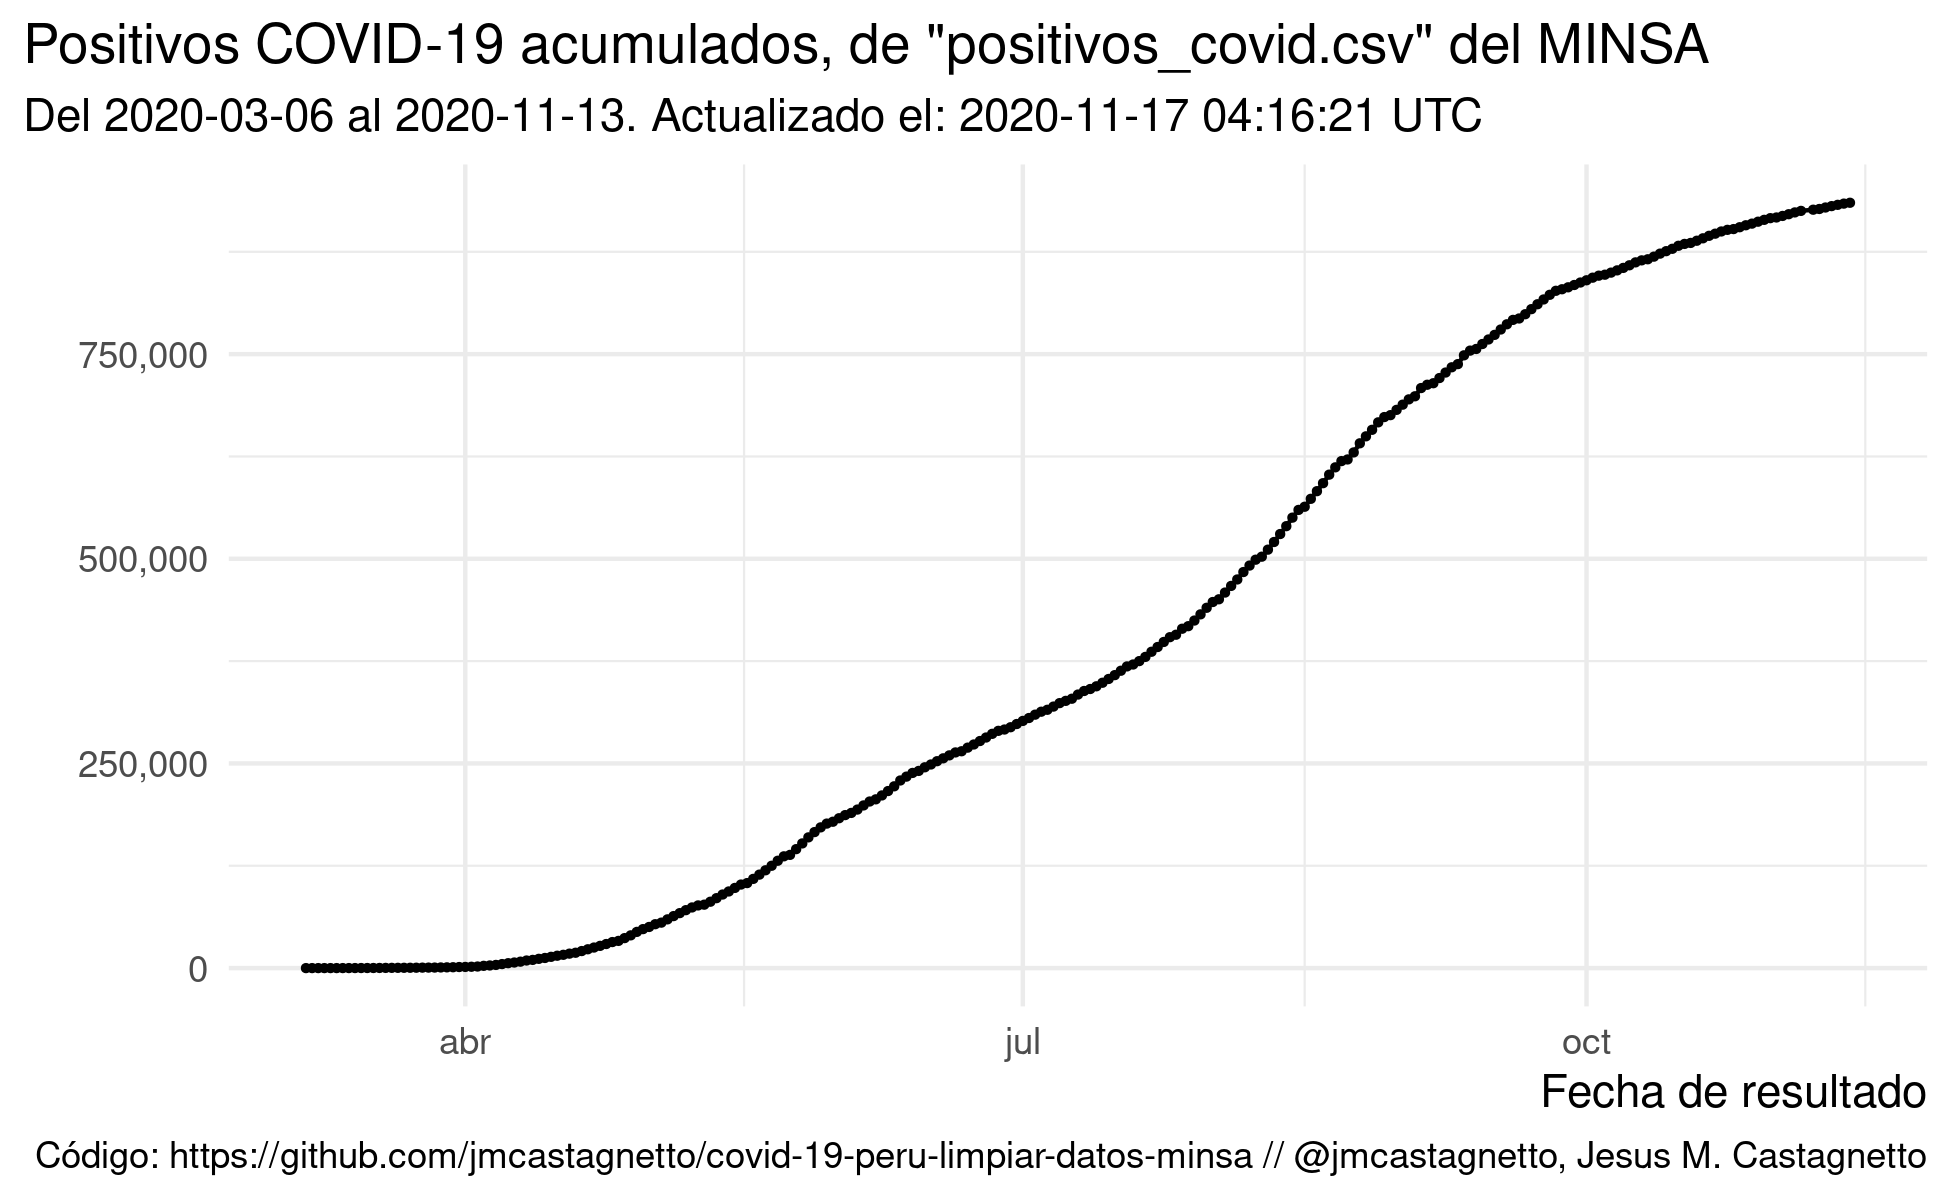 Positivos COVID-19 acumulados, de "positivos_covid.csv" del MINSA
Del 2020-03-06 al 2020-11-13. Actualizado el: 2020-11-17 04:16:21 UTC
750,000
500,000
250,000
0
abr jul oct
Fecha de resultado
Código: https://github.com/jmcastagnetto/covid-19-peru-limpiar-datos-minsa // @jmcastagnetto, Jesus M. Castagnetto